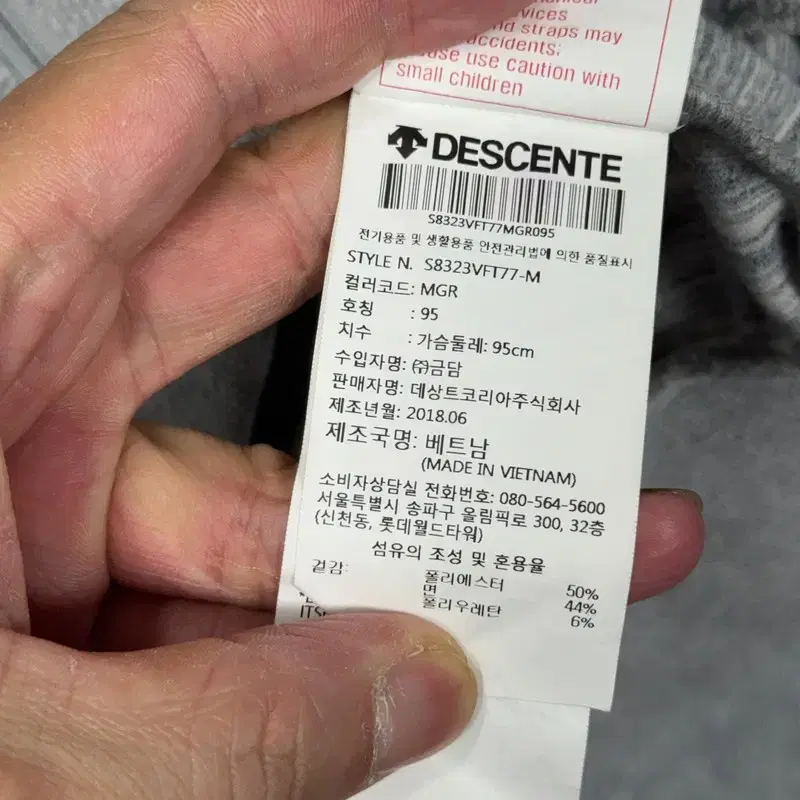 vices
nd straps may
ccidents:
use caution with
small children
DESCENTE
S8323VFT77MGR095
전기용품 및 생활용품 안전관리법에 의한 품질표시
STYLE N. S8323VFT77-M
컬러코드: MGR
호칭 : 95
치수 : 가슴둘레: 95cm
수입자명: ㈜금담
판매자명: 데상트코리아주식회사
제조년월: 2018.06
제조국명: 베트남
(MADE IN VIETNAM)
소비자상담실 전화번호: 080-564-5600
서울특별시 송파구 올림픽로 300, 32층
(신천동, 롯데월드타워)
섬유의 조성 및 혼용율
겉감: 폴리에스터 50%
면 44%
폴리우레탄 6%